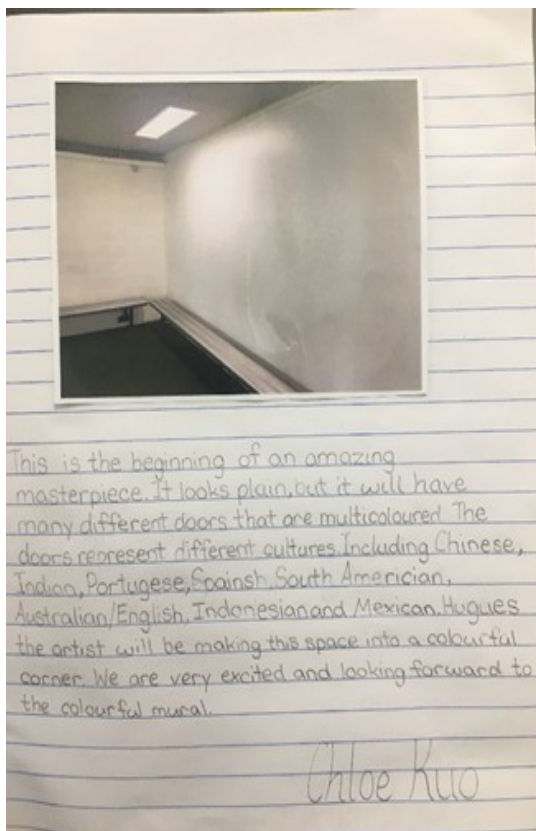 This is the beginning of an amazing
masterpiece. It looks plain, but it will have
many different doors that are multicoloured. The
doors represent different cultures. Including Chinese,
Indian, Portugese, Spainsh, South Americian,
Australian/English, Indonesian and Mexican. Hugues
the artist will be making this space into a colourful
corner. We are very excited and looking forward to
the colourful mural.
Chloe Kuo